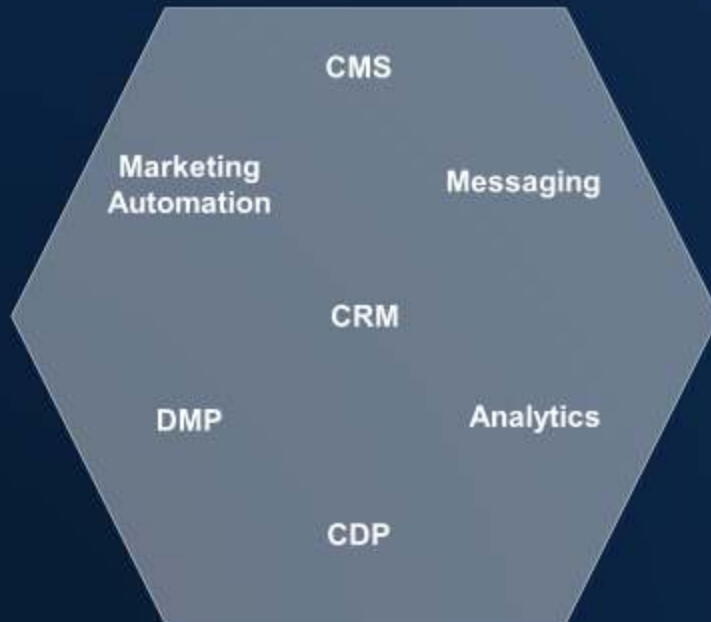 CMS
Marketing
Automation
Messaging
CRM
DMP
Analytics
CDP